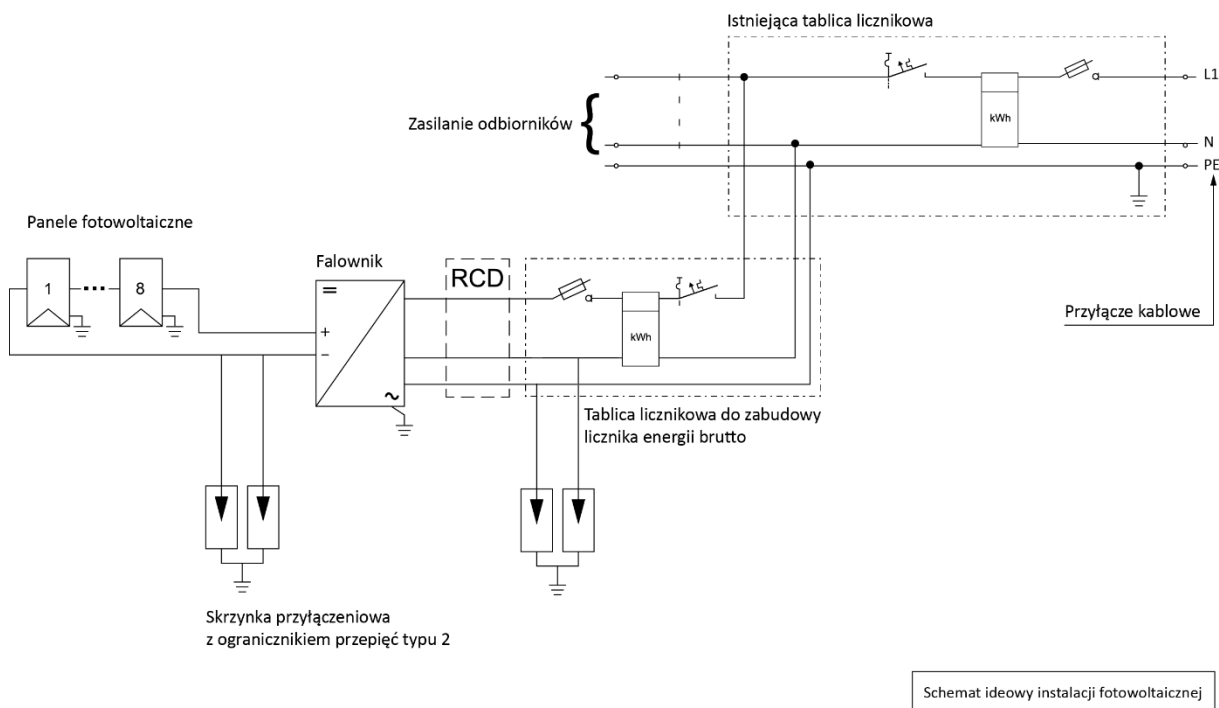 Istniejąca tablica licznikowa
L1
kWh
Zasilanie odbiorników
N
PE
Panele fotowoltaiczne
Falownik
RCD
1
8
=
+
−
~
kWh
Przyłącze kablowe
Tablica licznikowa do zabudowy
licznika energii brutto
Skrzynka przyłączeniowa
z ogranicznikiem przepięć typu 2
Schemat ideowy instalacji fotowoltaicznej